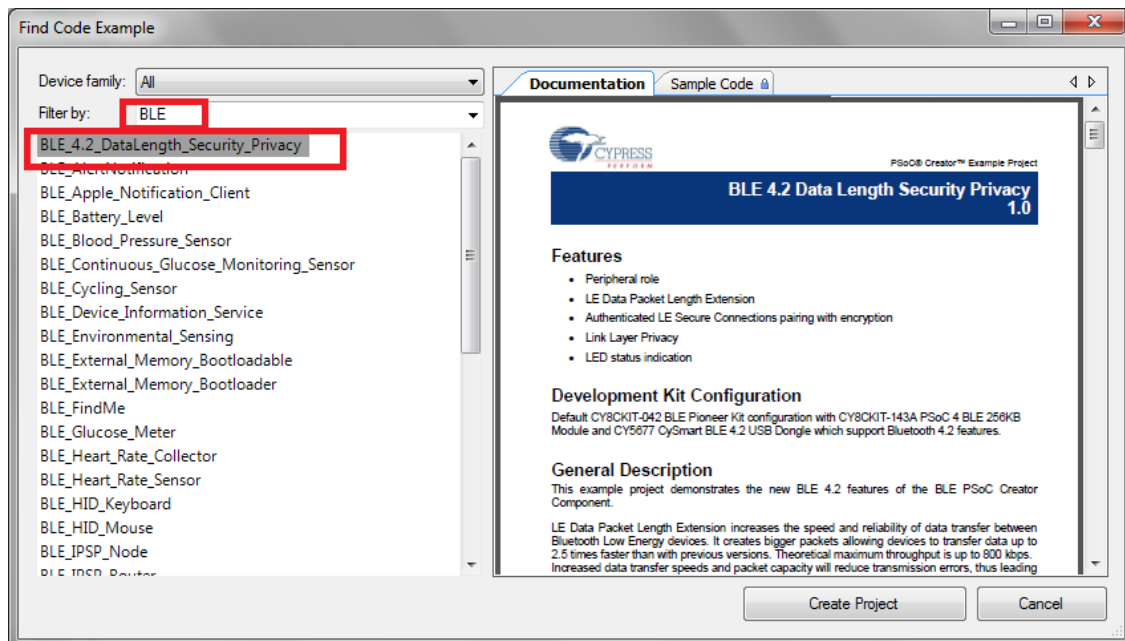 Find Code Example
Device family: All
Filter by: BLE
BLE_4.2_DataLength_Security_Privacy
BLE_AlertNotification
BLE_Apple_Notification_Client
BLE_Battery_Level
BLE_Blood_Pressure_Sensor
BLE_Continuous_Glucose_Monitoring_Sensor
BLE_Cycling_Sensor
BLE_Device_Information_Service
BLE_Environmental_Sensing
BLE_External_Memory_Bootloadable
BLE_External_Memory_Bootloader
BLE_FindMe
BLE_Glucose_Meter
BLE_Heart_Rate_Collector
BLE_Heart_Rate_Sensor
BLE_HID_Keyboard
BLE_HID_Mouse
BLE_IPSP_Node
BLE_IPSP_Router
Documentation Sample Code
CYPRESS
PERFORM
PSoC® Creator™ Example Project
BLE 4.2 Data Length Security Privacy
1.0
Features
• Peripheral role
• LE Data Packet Length Extension
• Authenticated LE Secure Connections pairing with encryption
• Link Layer Privacy
• LED status indication
Development Kit Configuration
Default CY8CKIT-042 BLE Pioneer Kit configuration with CY8CKIT-143A PSoC 4 BLE 256KB
Module and CY5677 CySmart BLE 4.2 USB Dongle which support Bluetooth 4.2 features.
General Description
This example project demonstrates the new BLE 4.2 features of the BLE PSoC Creator
Component.
LE Data Packet Length Extension increases the speed and reliability of data transfer between
Bluetooth Low Energy devices. It creates bigger packets allowing devices to transfer data up to
2.5 times faster than with previous versions. Theoretical maximum throughput is up to 800 kbps.
Increased data transfer speeds and packet capacity will reduce transmission errors, thus leading
Create Project Cancel